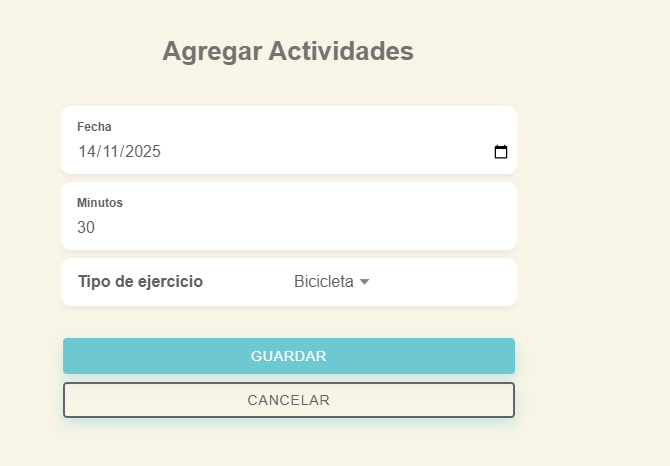 Agregar Actividades
Fecha
14/11/2025
Minutos
30
Tipo de ejercicio Bicicleta
GUARDAR
CANCELAR